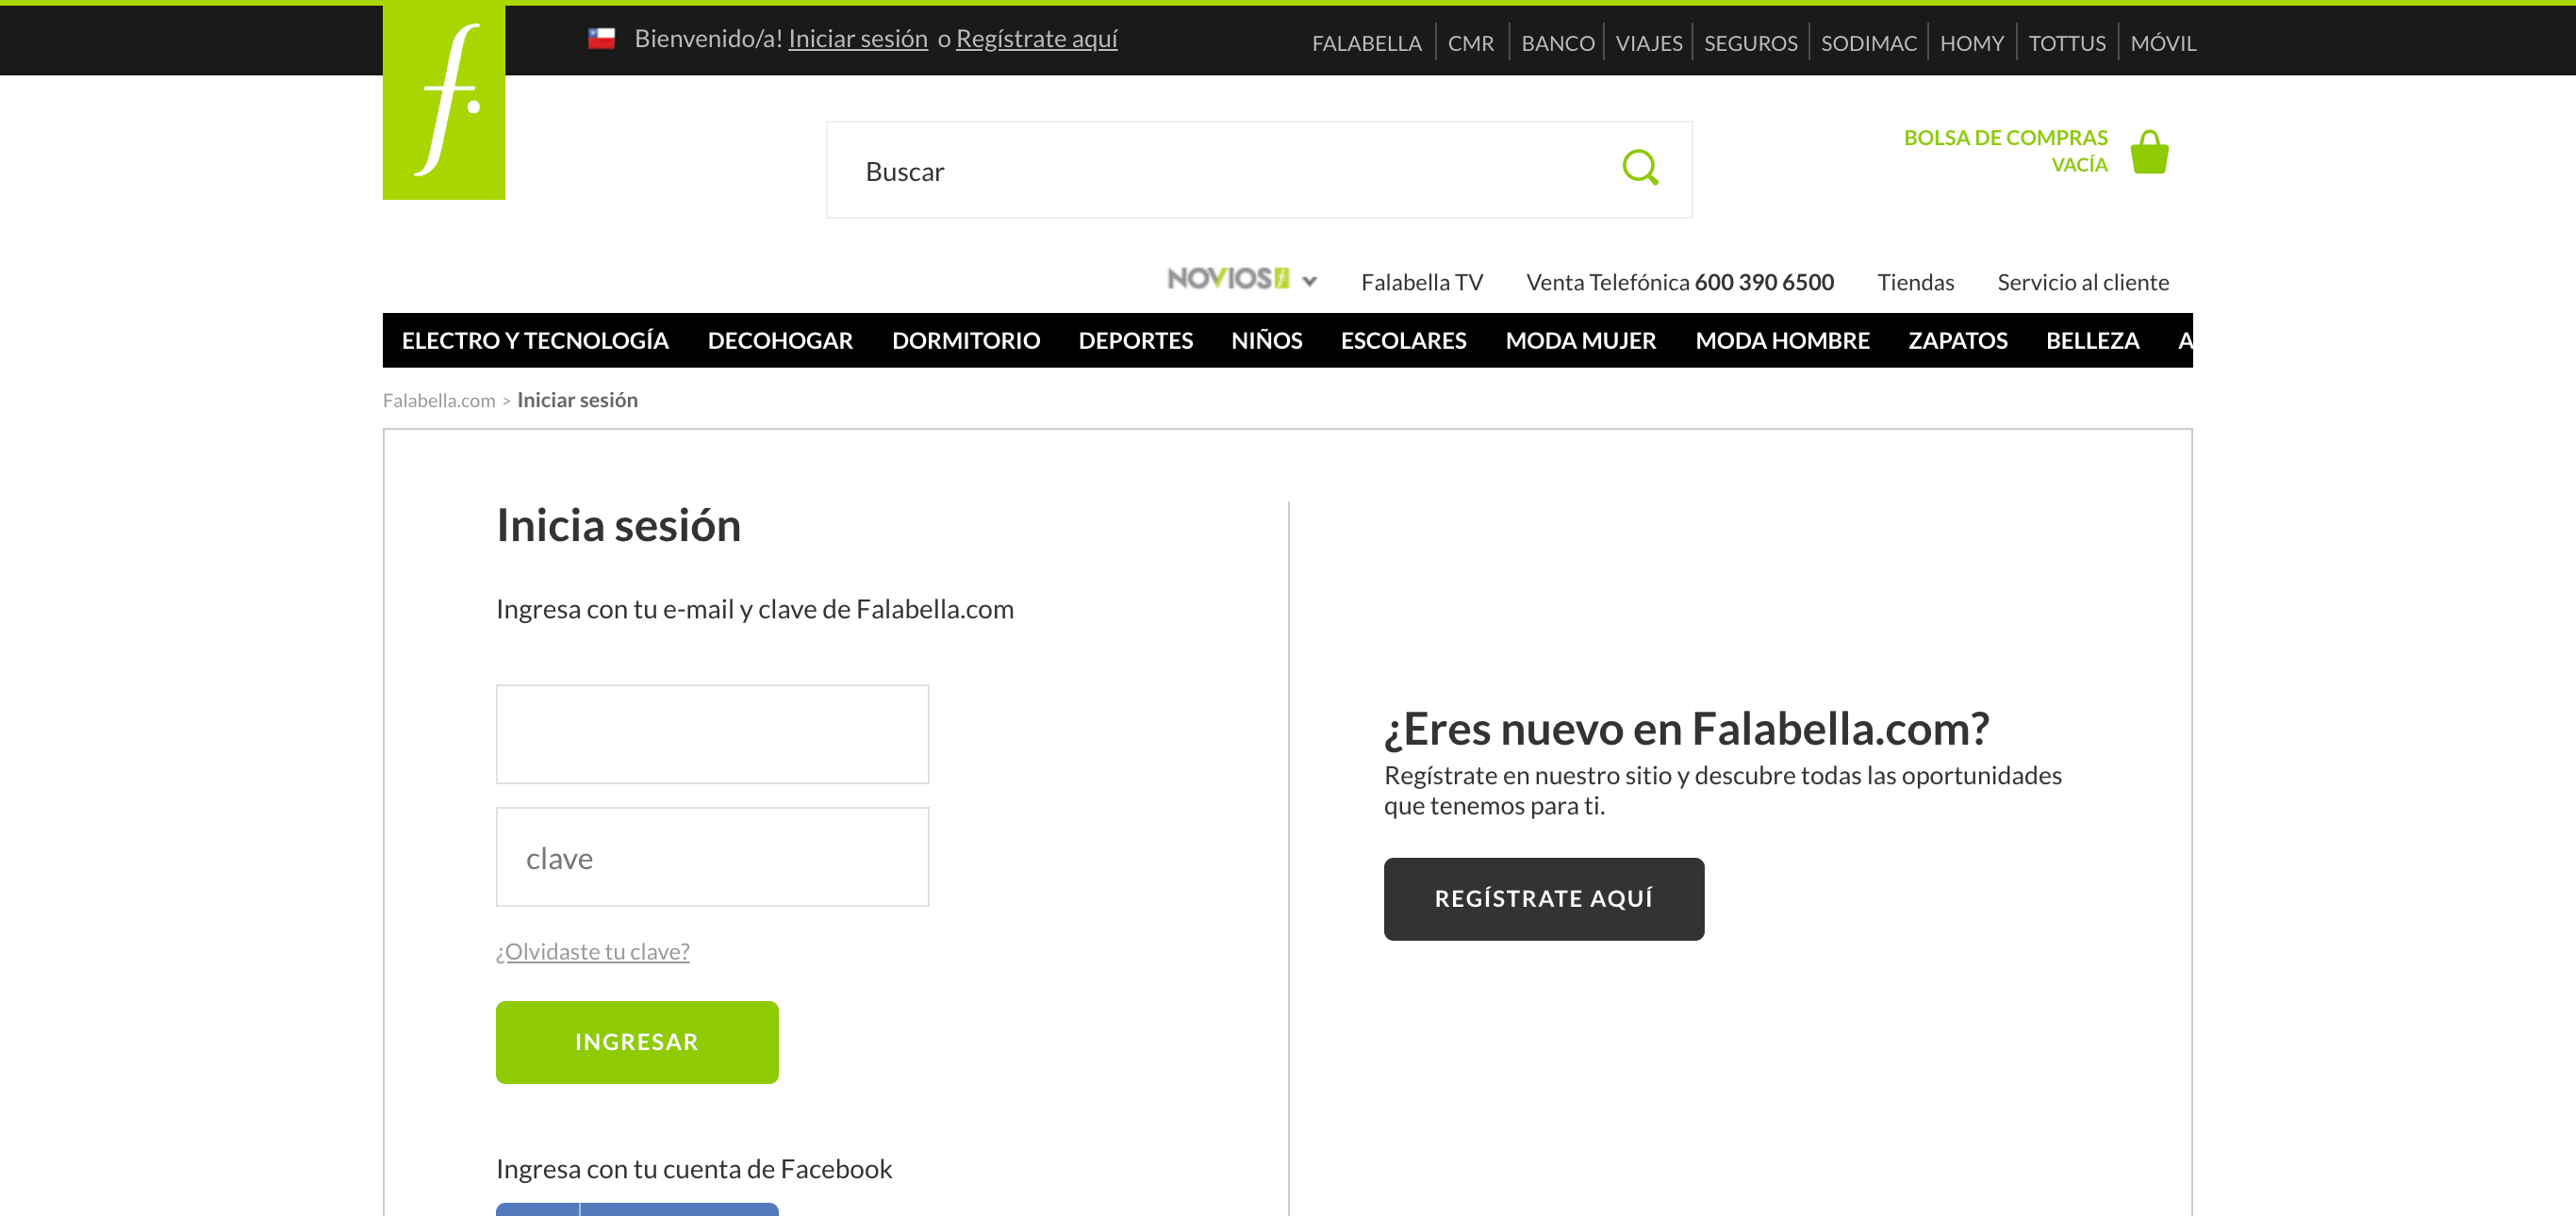 Bienvenido/a! Iniciar sesión o Regístrate aquí
FALABELLA CMR BANCO VIAJES SEGUROS SODIMAC HOMY TOTTUS MÓVIL
f.
Buscar
BOLSA DE COMPRAS
VACÍA
NOVIOS f
Falabella TV
Venta Telefónica 600 390 6500
Tiendas
Servicio al cliente
ELECTRO Y TECNOLOGÍA DECOHOGAR DORMITORIO DEPORTES NIÑOS ESCOLARES MODA MUJER MODA HOMBRE ZAPATOS BELLEZA A
Falabella.com > Iniciar sesión
Inicia sesión
Ingresa con tu e-mail y clave de Falabella.com
clave
¿Olvidaste tu clave?
INGRESAR
Ingresa con tu cuenta de Facebook
¿Eres nuevo en Falabella.com?
Regístrate en nuestro sitio y descubre todas las oportunidades
que tenemos para ti.
REGÍSTRATE AQUÍ